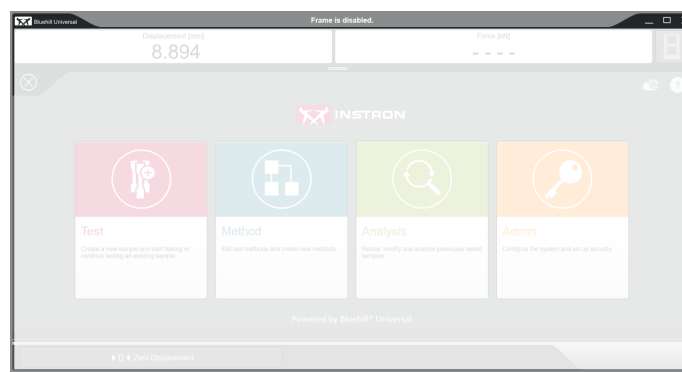 Bluehill Universal
Frame is disabled.
Displacement [mm]
8.894
Force [kN]
- - - -
?
INSTRON
Test
Create a new sample and start testing or
continue testing an existing sample.
Method
Edit test methods and create new methods.
Analysis
Replay, modify and analyze previously tested
samples.
Admin
Configure the system and set up security.
Powered by Bluehill® Universal
0 Zero Displacement